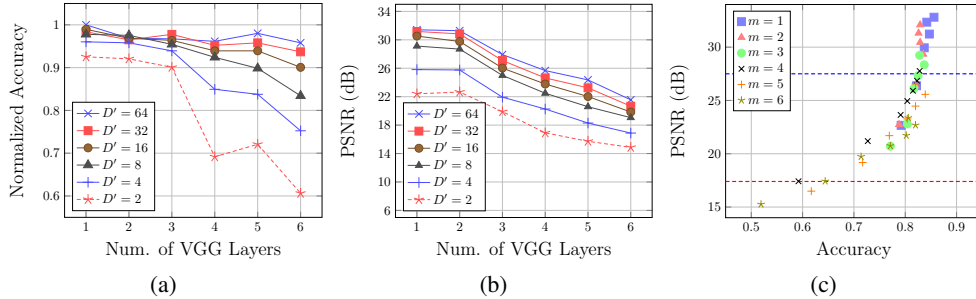 1
0.9
0.8
0.7
0.6
Normalized Accuracy
D′ = 64
D′ = 32
D′ = 16
D′ = 8
D′ = 4
D′ = 2
1 2 3 4 5 6
Num. of VGG Layers
(a)
34
30
26
22
18
14
10
6
PSNR (dB)
D′ = 64
D′ = 32
D′ = 16
D′ = 8
D′ = 4
D′ = 2
1 2 3 4 5 6
Num. of VGG Layers
(b)
30
25
20
15
PSNR (dB)
m = 1
m = 2
m = 3
m = 4
m = 5
m = 6
0.5 0.6 0.7 0.8 0.9
Accuracy
(c)